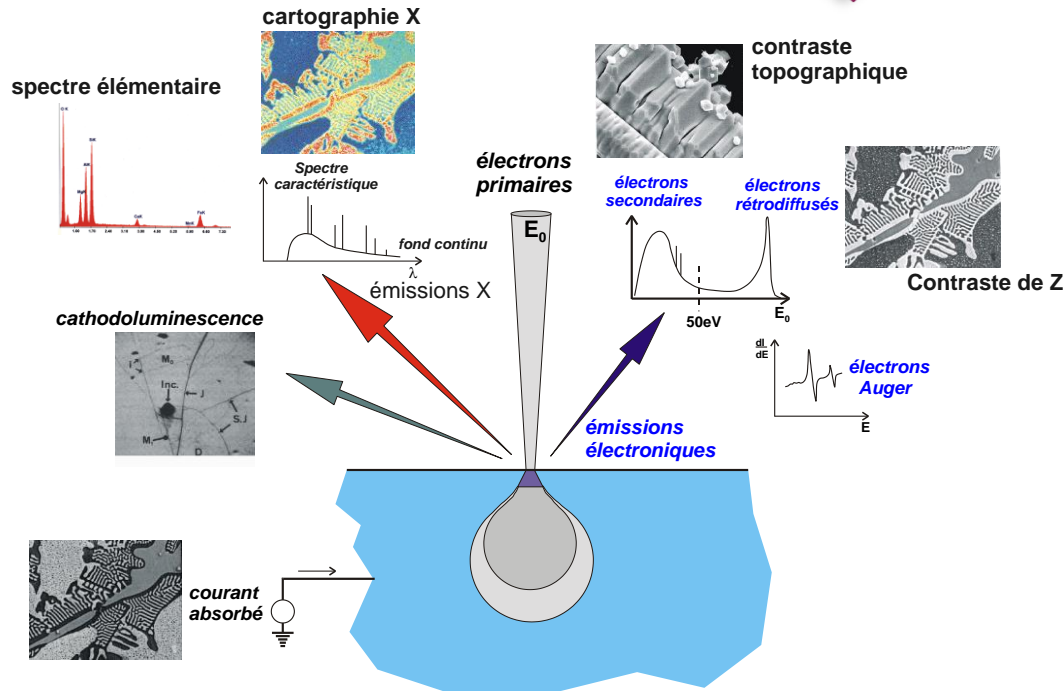 cartographie X
contraste
topographique
spectre élémentaire
Spectre
caractéristique
fond continu
λ
émissions X
électrons
primaires
E₀
électrons
secondaires
électrons
rétrodiffusés
50eV
E₀
Contraste de Z
dI
dE
E
électrons
Auger
cathodoluminescence
Inc.
J
S.J
D
émissions
électroniques
courant
absorbé